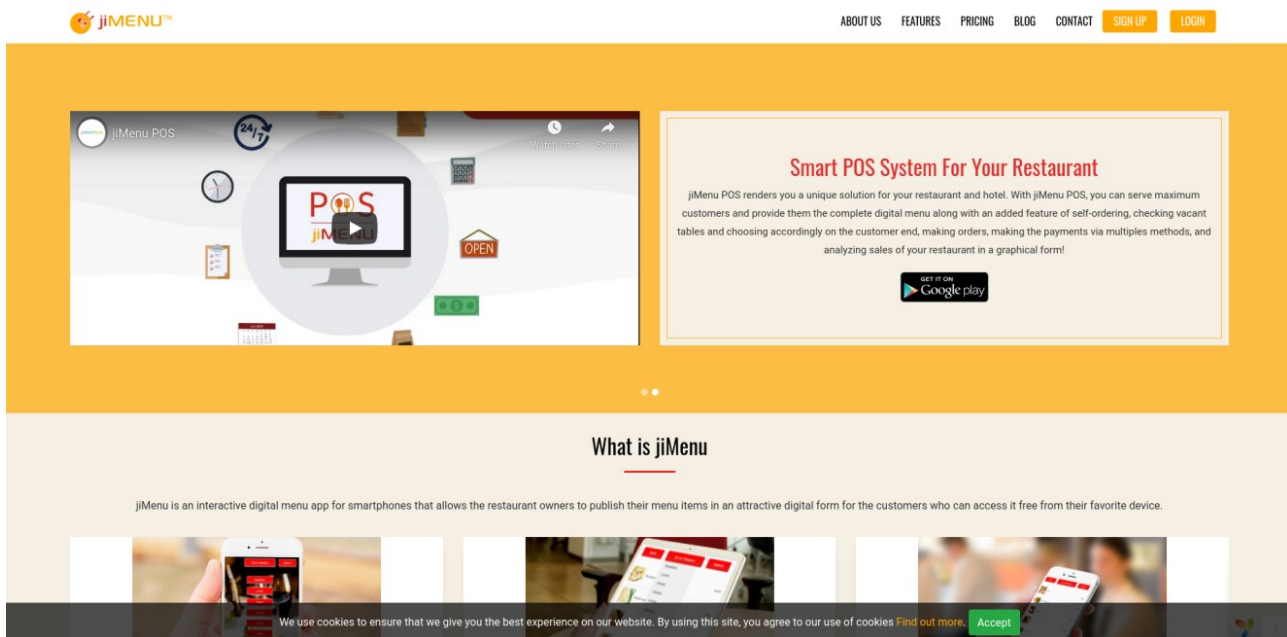 jiMENU™
ABOUT US
FEATURES
PRICING
BLOG
CONTACT
SIGN UP
LOGIN
jiMenu POS
24/7
Watch later
Share
POS
jiMENU
OPEN
Smart POS System For Your Restaurant
jiMenu POS renders you a unique solution for your restaurant and hotel. With jiMenu POS, you can serve maximum
customers and provide them the complete digital menu along with an added feature of self-ordering, checking vacant
tables and choosing accordingly on the customer end, making orders, making the payments via multiples methods, and
analyzing sales of your restaurant in a graphical form!
GET IT ON
Google play
What is jiMenu
jiMenu is an interactive digital menu app for smartphones that allows the restaurant owners to publish their menu items in an attractive digital form for the customers who can access it free from their favorite device.
We use cookies to ensure that we give you the best experience on our website. By using this site, you agree to our use of cookies Find out more.
Accept